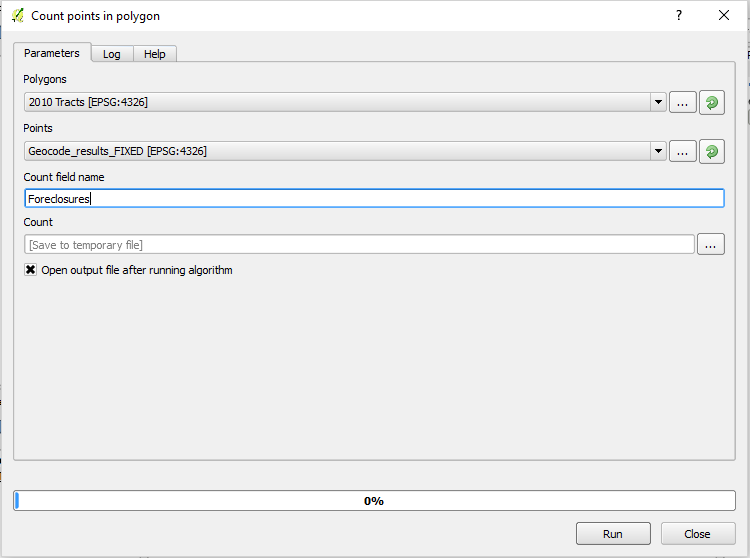 Count points in polygon
?
Parameters Log Help
Polygons
2010 Tracts [EPSG:4326]
...
Points
Geocode_results_FIXED [EPSG:4326]
...
Count field name
Foreclosures
Count
[Save to temporary file]
...
Open output file after running algorithm
0%
Run Close